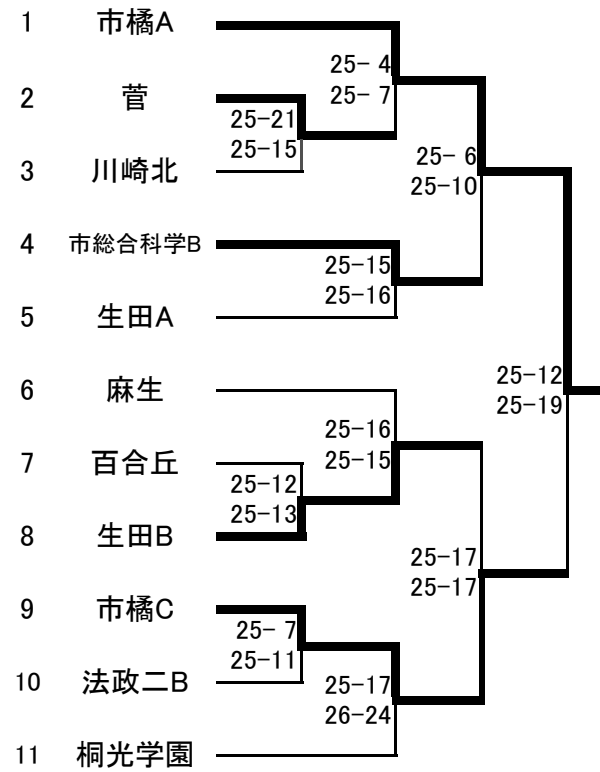 1 市橘A
25- 4
25- 7
2 菅
25-21
25-15
3 川崎北
25- 6
25-10
4 市総合科学B
25-15
25-16
5 生田A
25-12
25-19
6 麻生
25-16
25-15
7 百合丘
25-12
25-13
8 生田B
25-17
25-17
9 市橘C
25- 7
25-11
10 法政二B
25-17
26-24
11 桐光学園